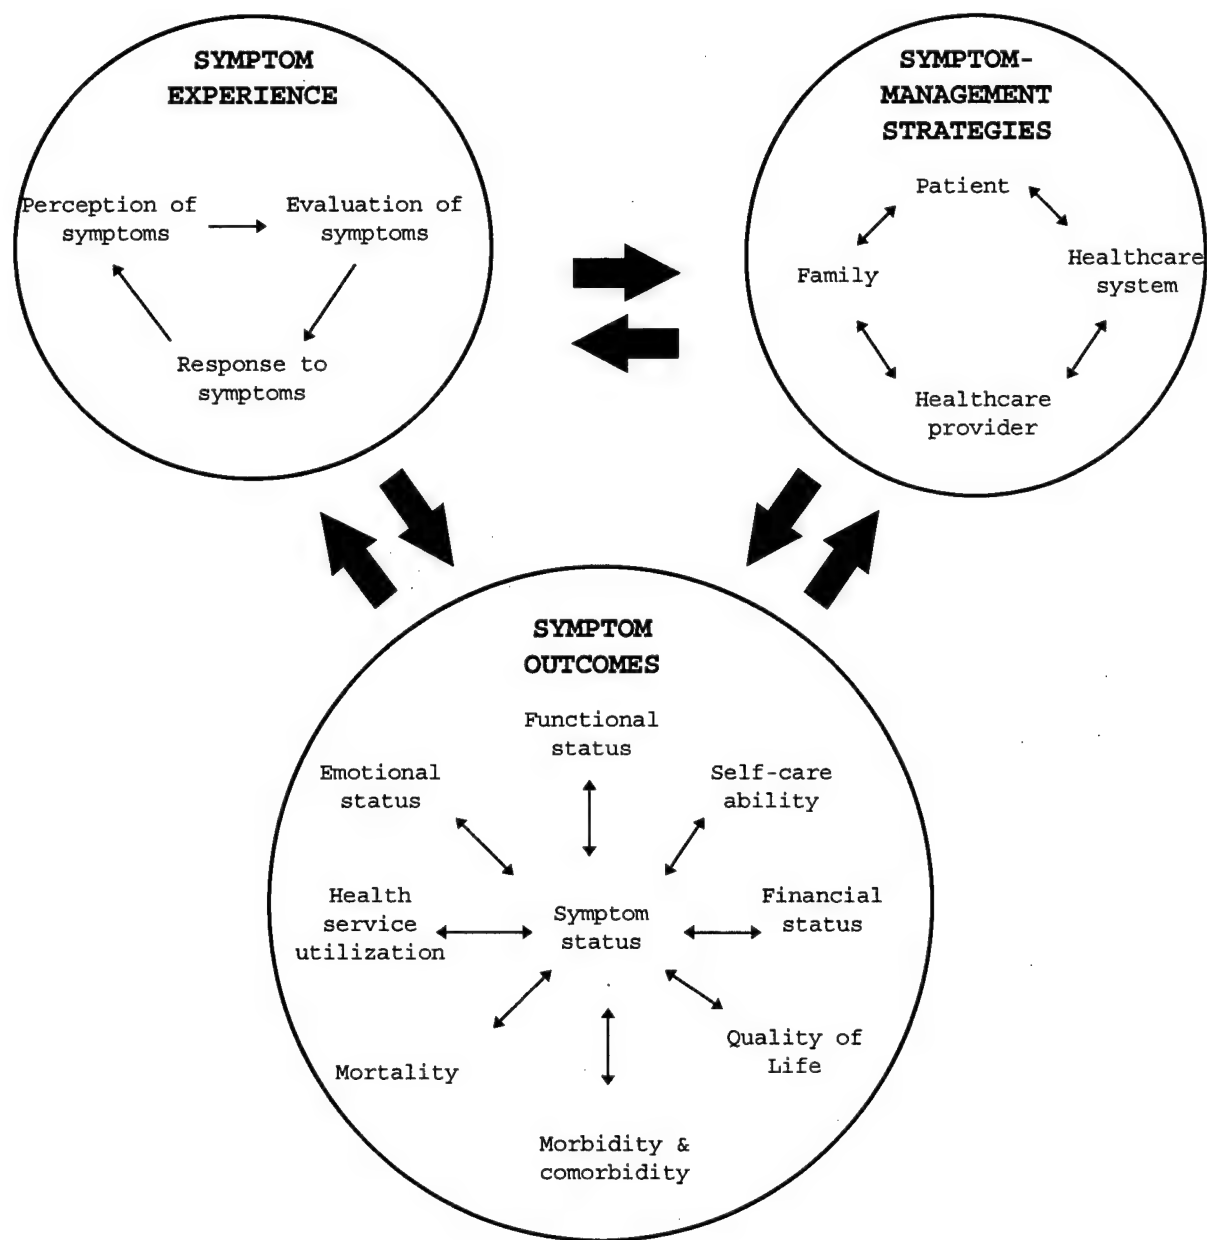 SYMPTOM
EXPERIENCE
Perception of
symptoms
Evaluation of
symptoms
Response to
symptoms
SYMPTOM-
MANAGEMENT
STRATEGIES
Patient
Family
Healthcare
system
Healthcare
provider
SYMPTOM
OUTCOMES
Functional
status
Emotional
status
Self-care
ability
Health
service
utilization
Symptom
status
Financial
status
Mortality
Quality of
Life
Morbidity &
comorbidity